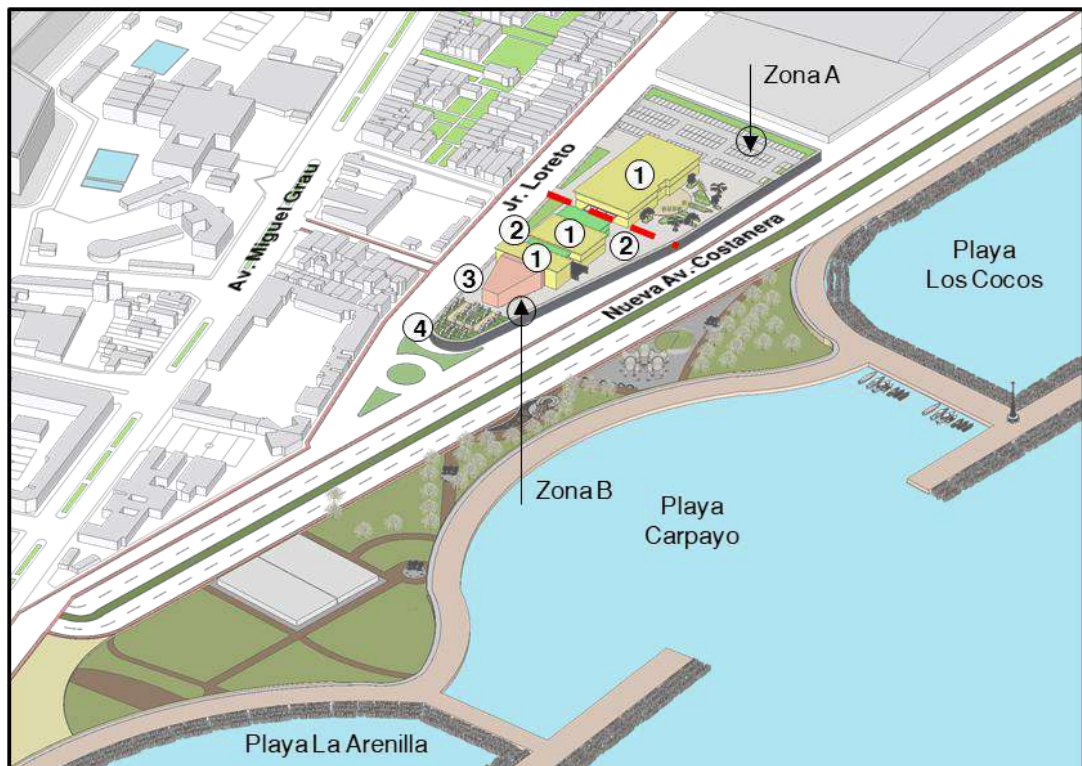 Zona A
Jr. Loreto
1
Av. Miguel Grau
2
1
2
1
Nueva Av. Costanera
Playa
Los Cocos
3
4
Zona B
Playa
Carpayo
Playa La Arenilla